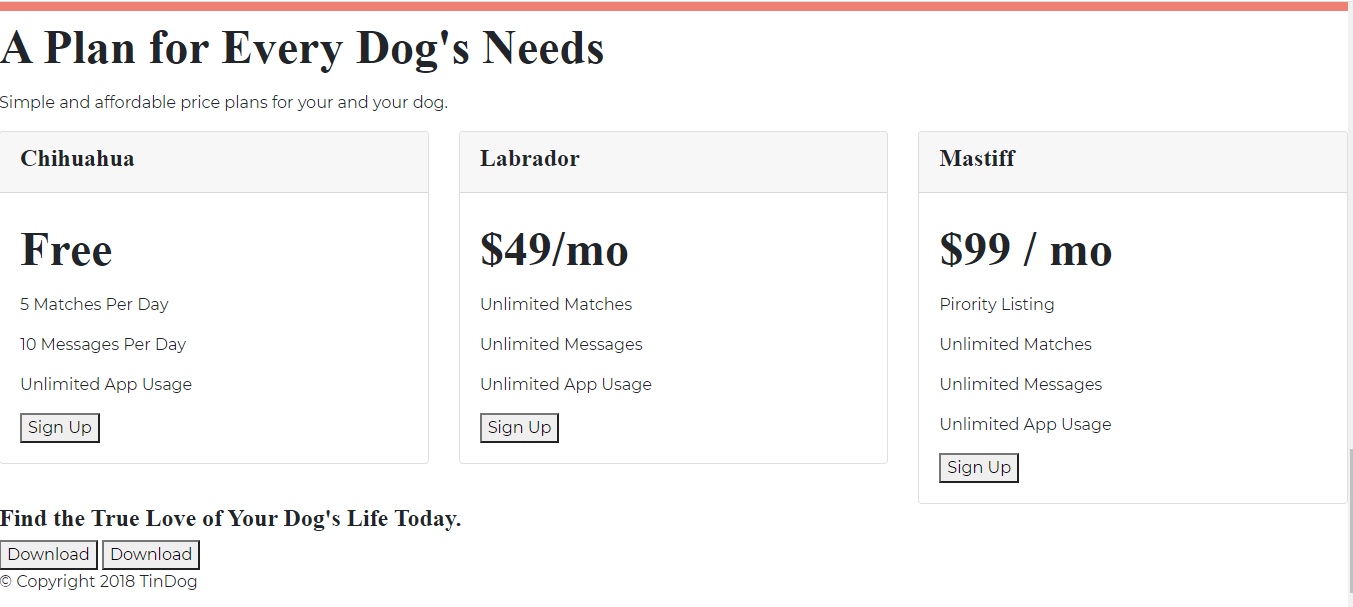 A Plan for Every Dog's Needs
Simple and affordable price plans for your and your dog.
Chihuahua
Free
5 Matches Per Day
10 Messages Per Day
Unlimited App Usage
Sign Up
Labrador
$49/mo
Unlimited Matches
Unlimited Messages
Unlimited App Usage
Sign Up
Mastiff
$99 / mo
Pirority Listing
Unlimited Matches
Unlimited Messages
Unlimited App Usage
Sign Up
Find the True Love of Your Dog's Life Today.
Download Download
© Copyright 2018 TinDog